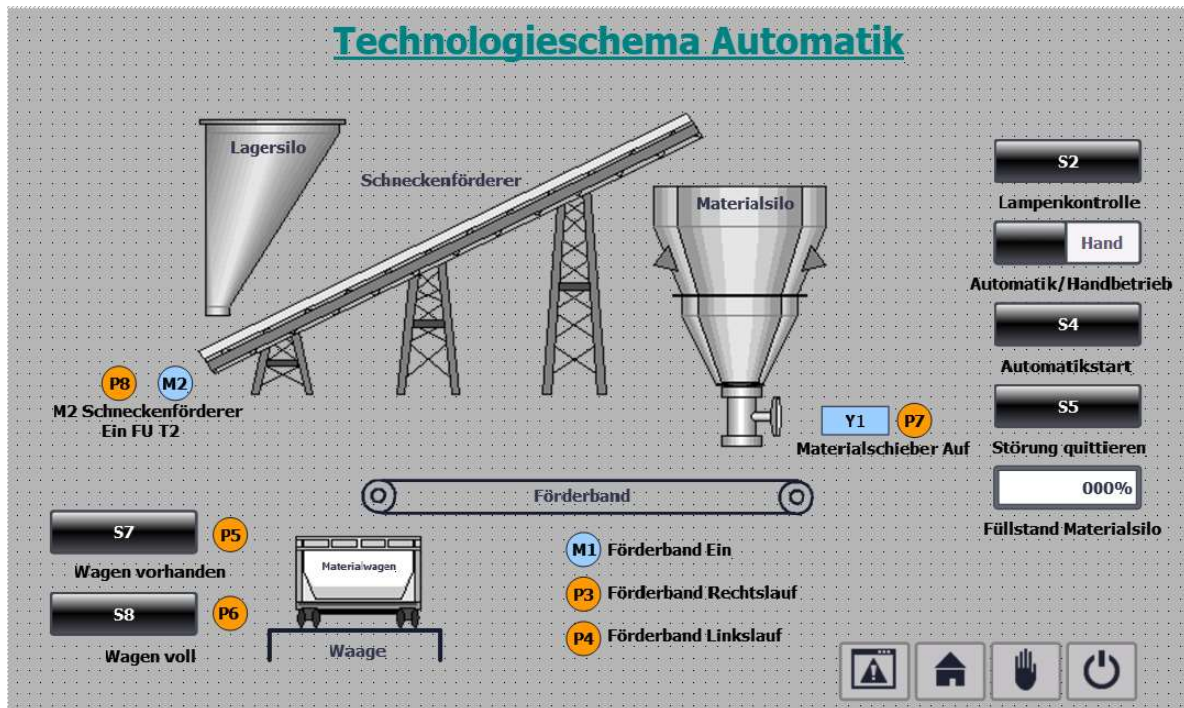 Technologieschema Automatik
Lagersilo
Schneckenförderer
Materialsilo
S2
Lampenkontrolle
Hand
Automatik/Handbetrieb
S4
Automatikstart
S5
Störung quittieren
000%
Füllstand Materialsilo
P8
M2
M2 Schneckenförderer
Ein FU T2
Y1
P7
Materialschieber Auf
Förderband
S7
P5
Wagen vorhanden
S8
P6
Wagen voll
Materialwagen
Waage
M1 Förderband Ein
P3 Förderband Rechtslauf
P4 Förderband Linkslauf